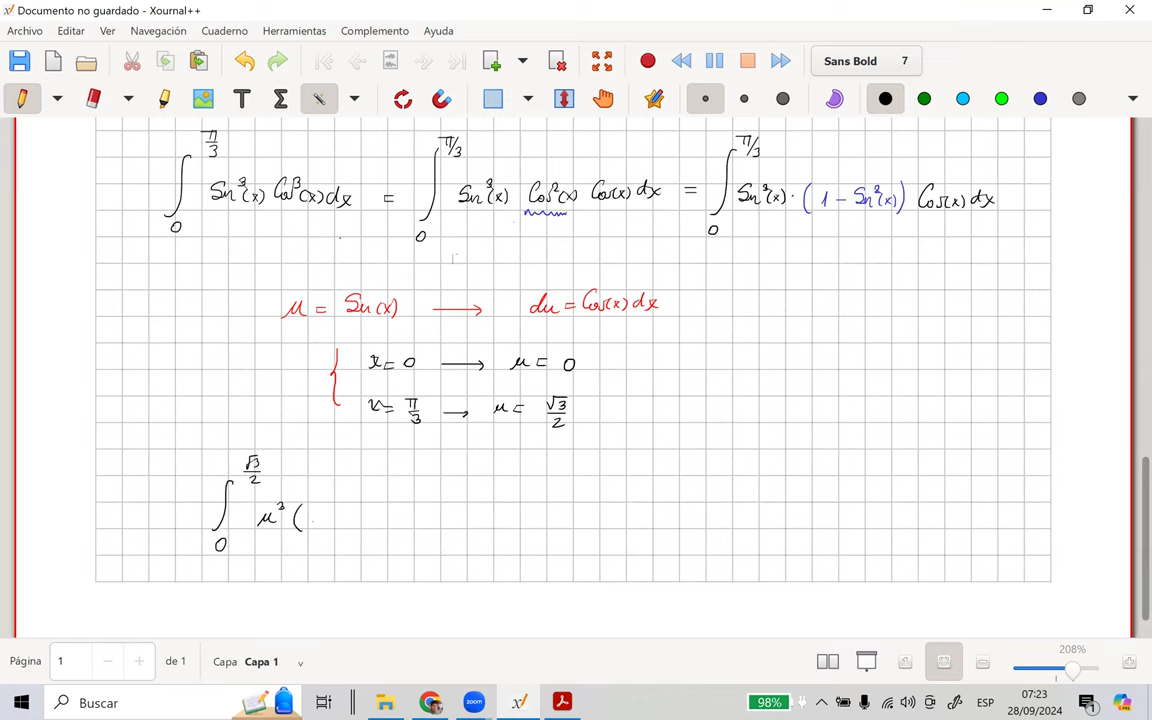 Documento no guardado - Xournal++
Archivo Editar Ver Navegación Cuaderno Herramientas Complemento Ayuda
Sans Bold 7
∫₀^{π/3} Sen³(x) Cos³(x) dx = ∫₀^{π/3} Sen³(x) Cos²(x) Cos(x) dx = ∫₀^{π/3} Sen³(x) · (1 - Sen²(x)) Cos(x) dx
u = Sen(x) → du = Cos(x) dx
x = 0 → u = 0
x = π/3 → u = √3/2
∫₀^{√3/2} u³ (
Página 1 de 1 Capa Capa 1 208%
Buscar 98% ESP 07:23
28/09/2024